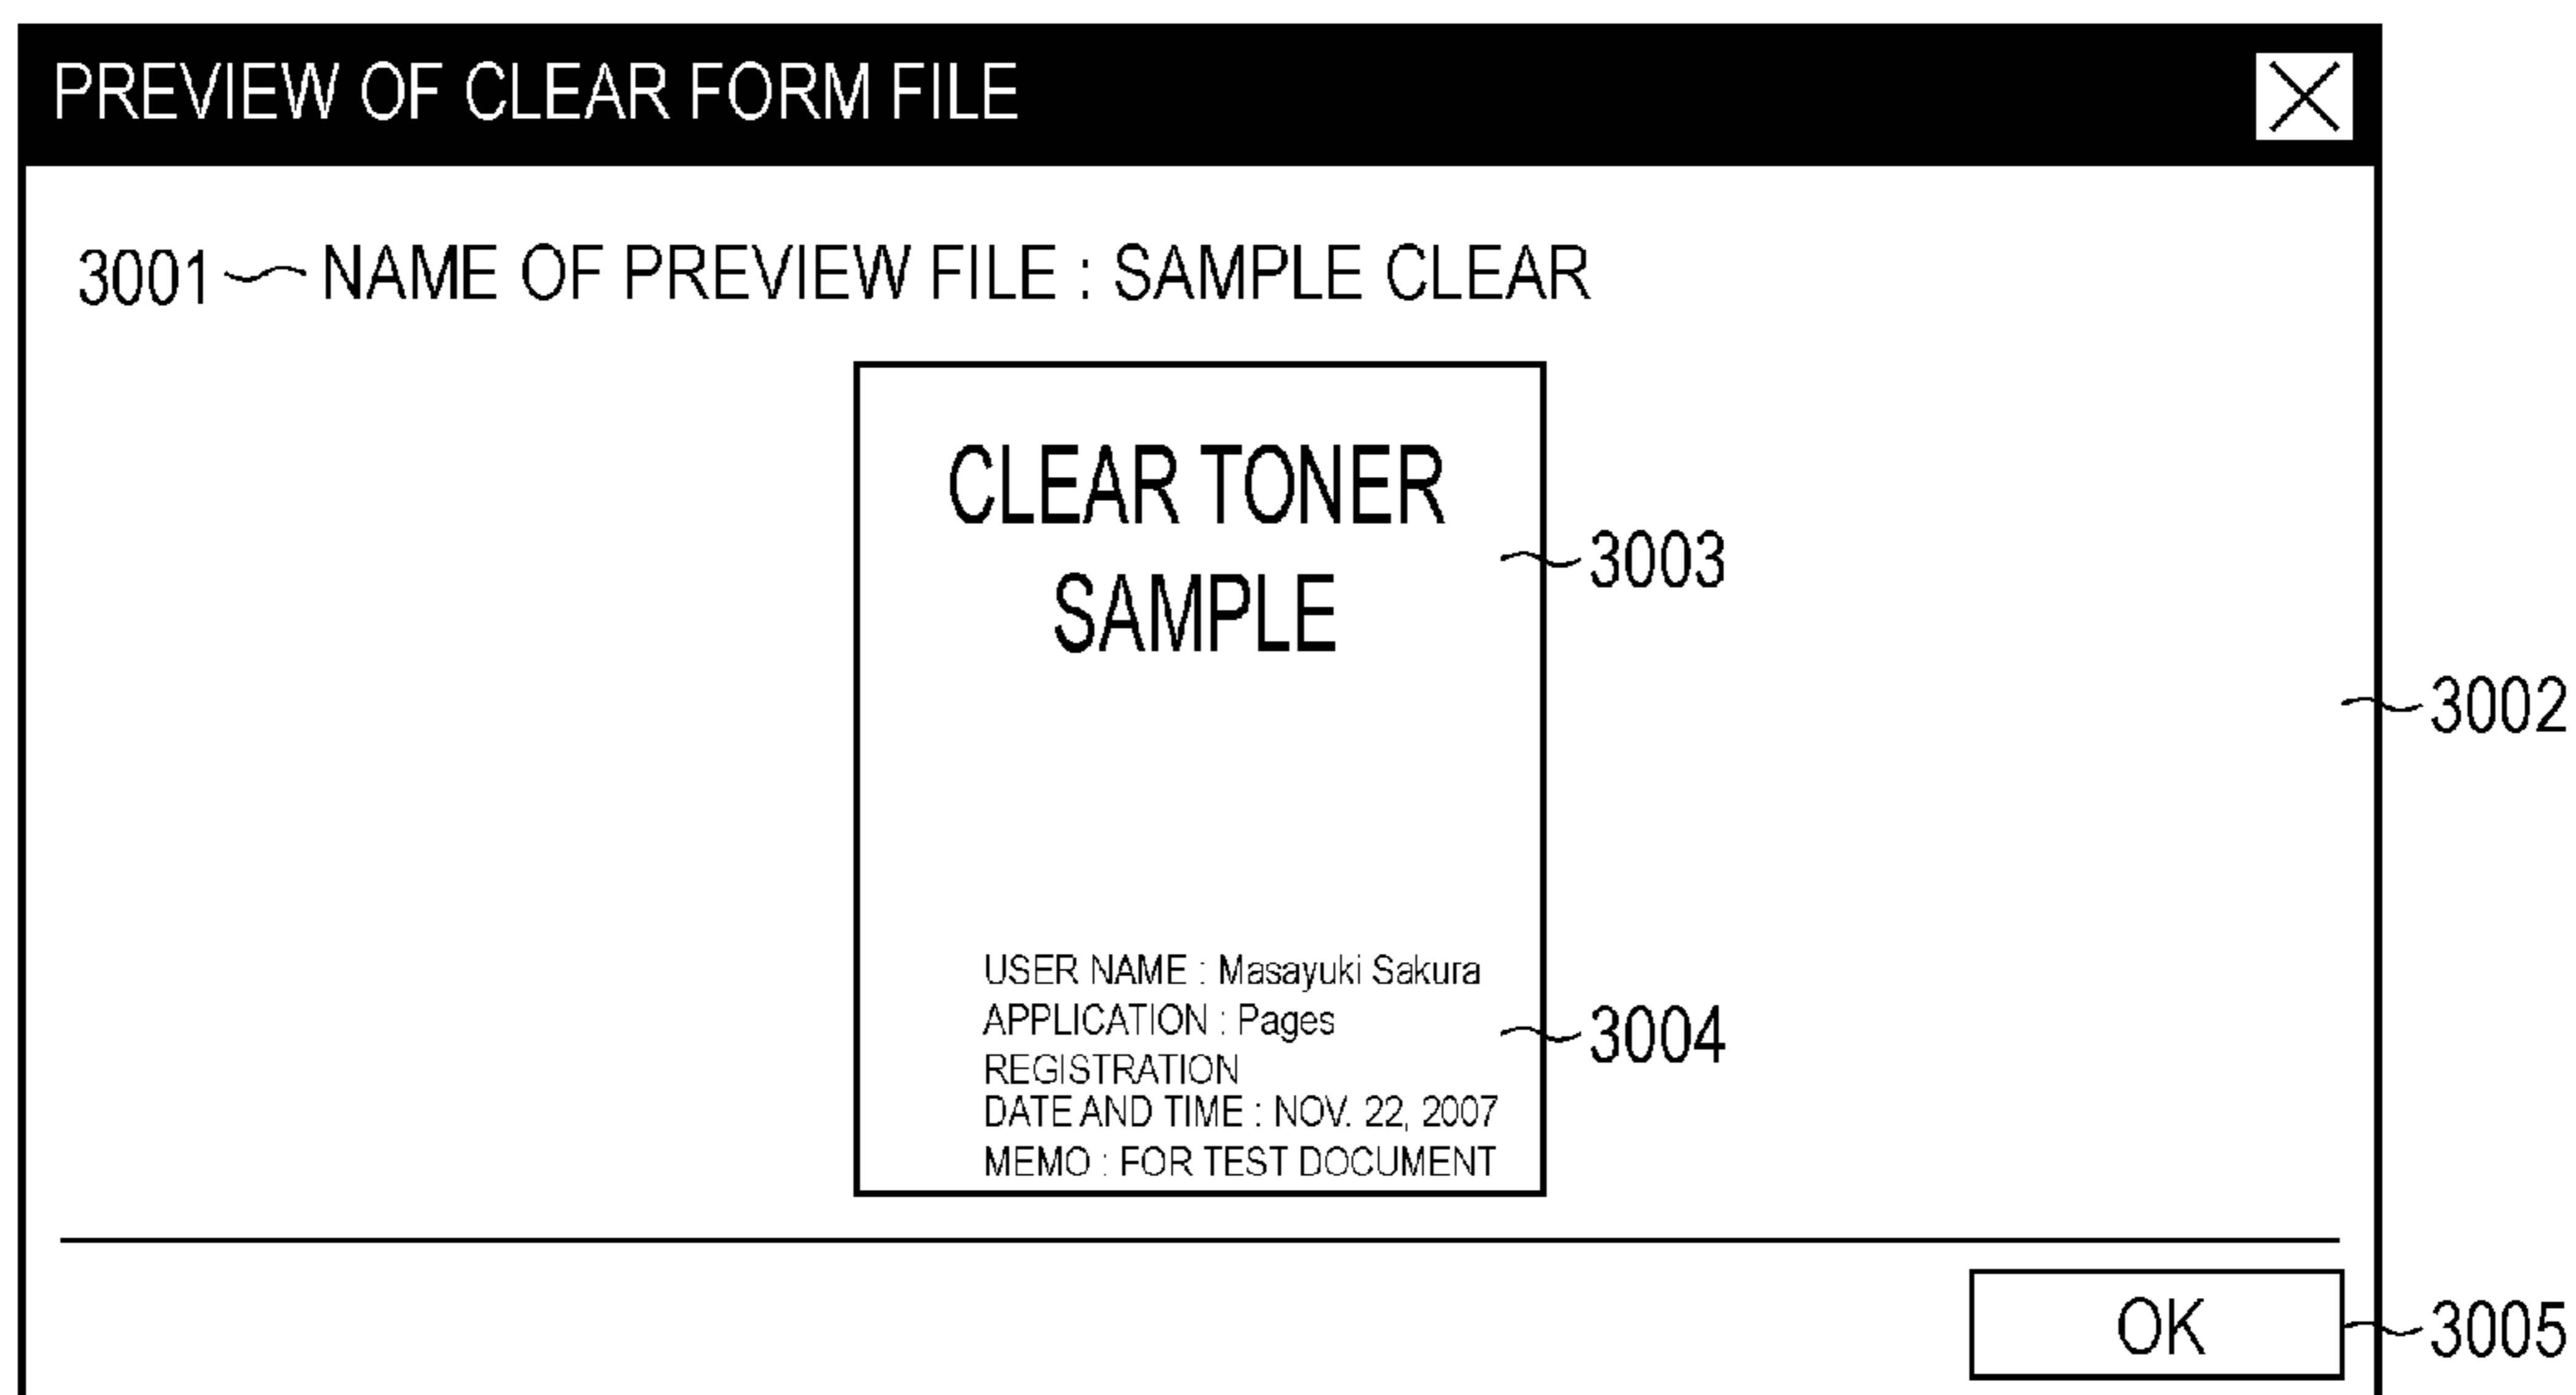 PREVIEW OF CLEAR FORM FILE
3001 NAME OF PREVIEW FILE : SAMPLE CLEAR
CLEAR TONER
SAMPLE
3003
3002
USER NAME : Masayuki Sakura
APPLICATION : Pages
3004
REGISTRATION
DATE AND TIME : NOV. 22, 2007
MEMO : FOR TEST DOCUMENT
OK
3005